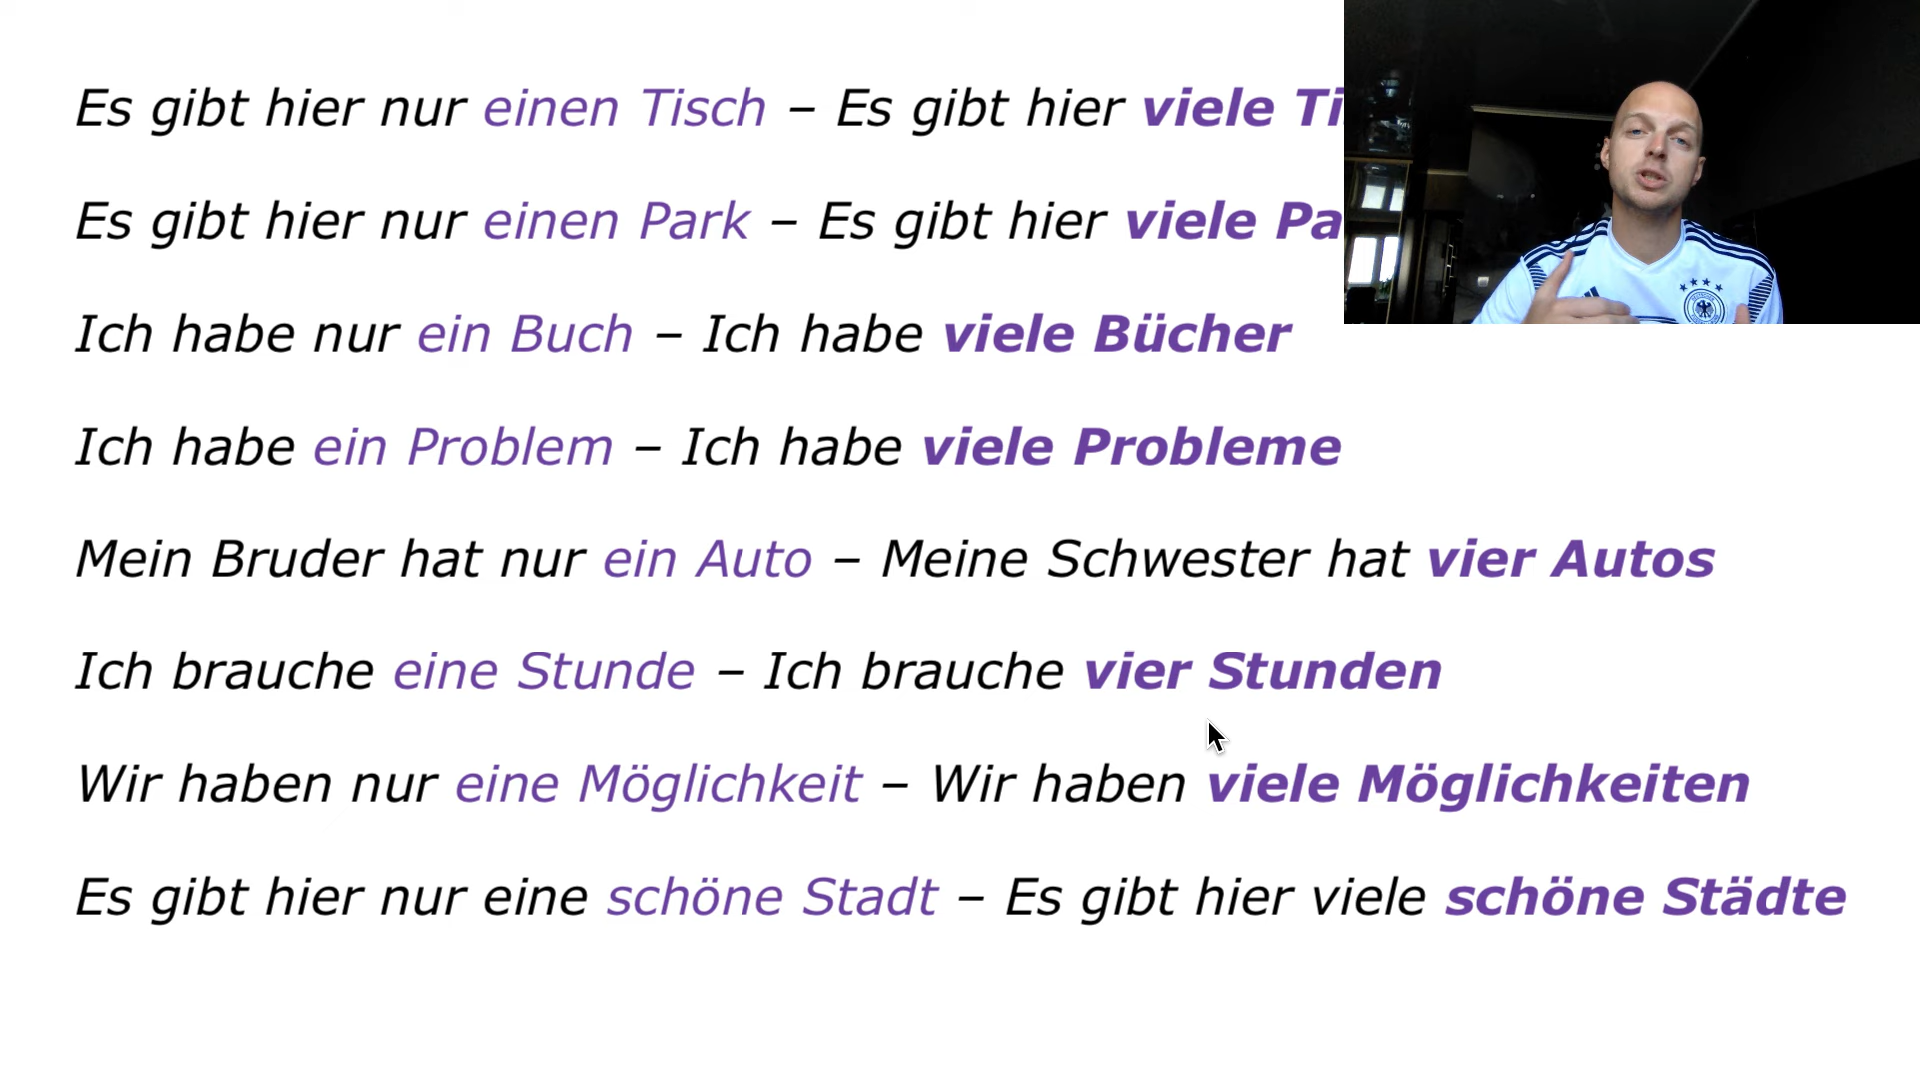 Es gibt hier nur einen Tisch – Es gibt hier viele
Es gibt hier nur einen Park – Es gibt hier viele
Ich habe nur ein Buch – Ich habe viele Bücher
Ich habe ein Problem – Ich habe viele Probleme
Mein Bruder hat nur ein Auto – Meine Schwester hat vier Autos
Ich brauche eine Stunde – Ich brauche vier Stunden
Wir haben nur eine Möglichkeit – Wir haben viele Möglichkeiten
Es gibt hier nur eine schöne Stadt – Es gibt hier viele schöne Städte